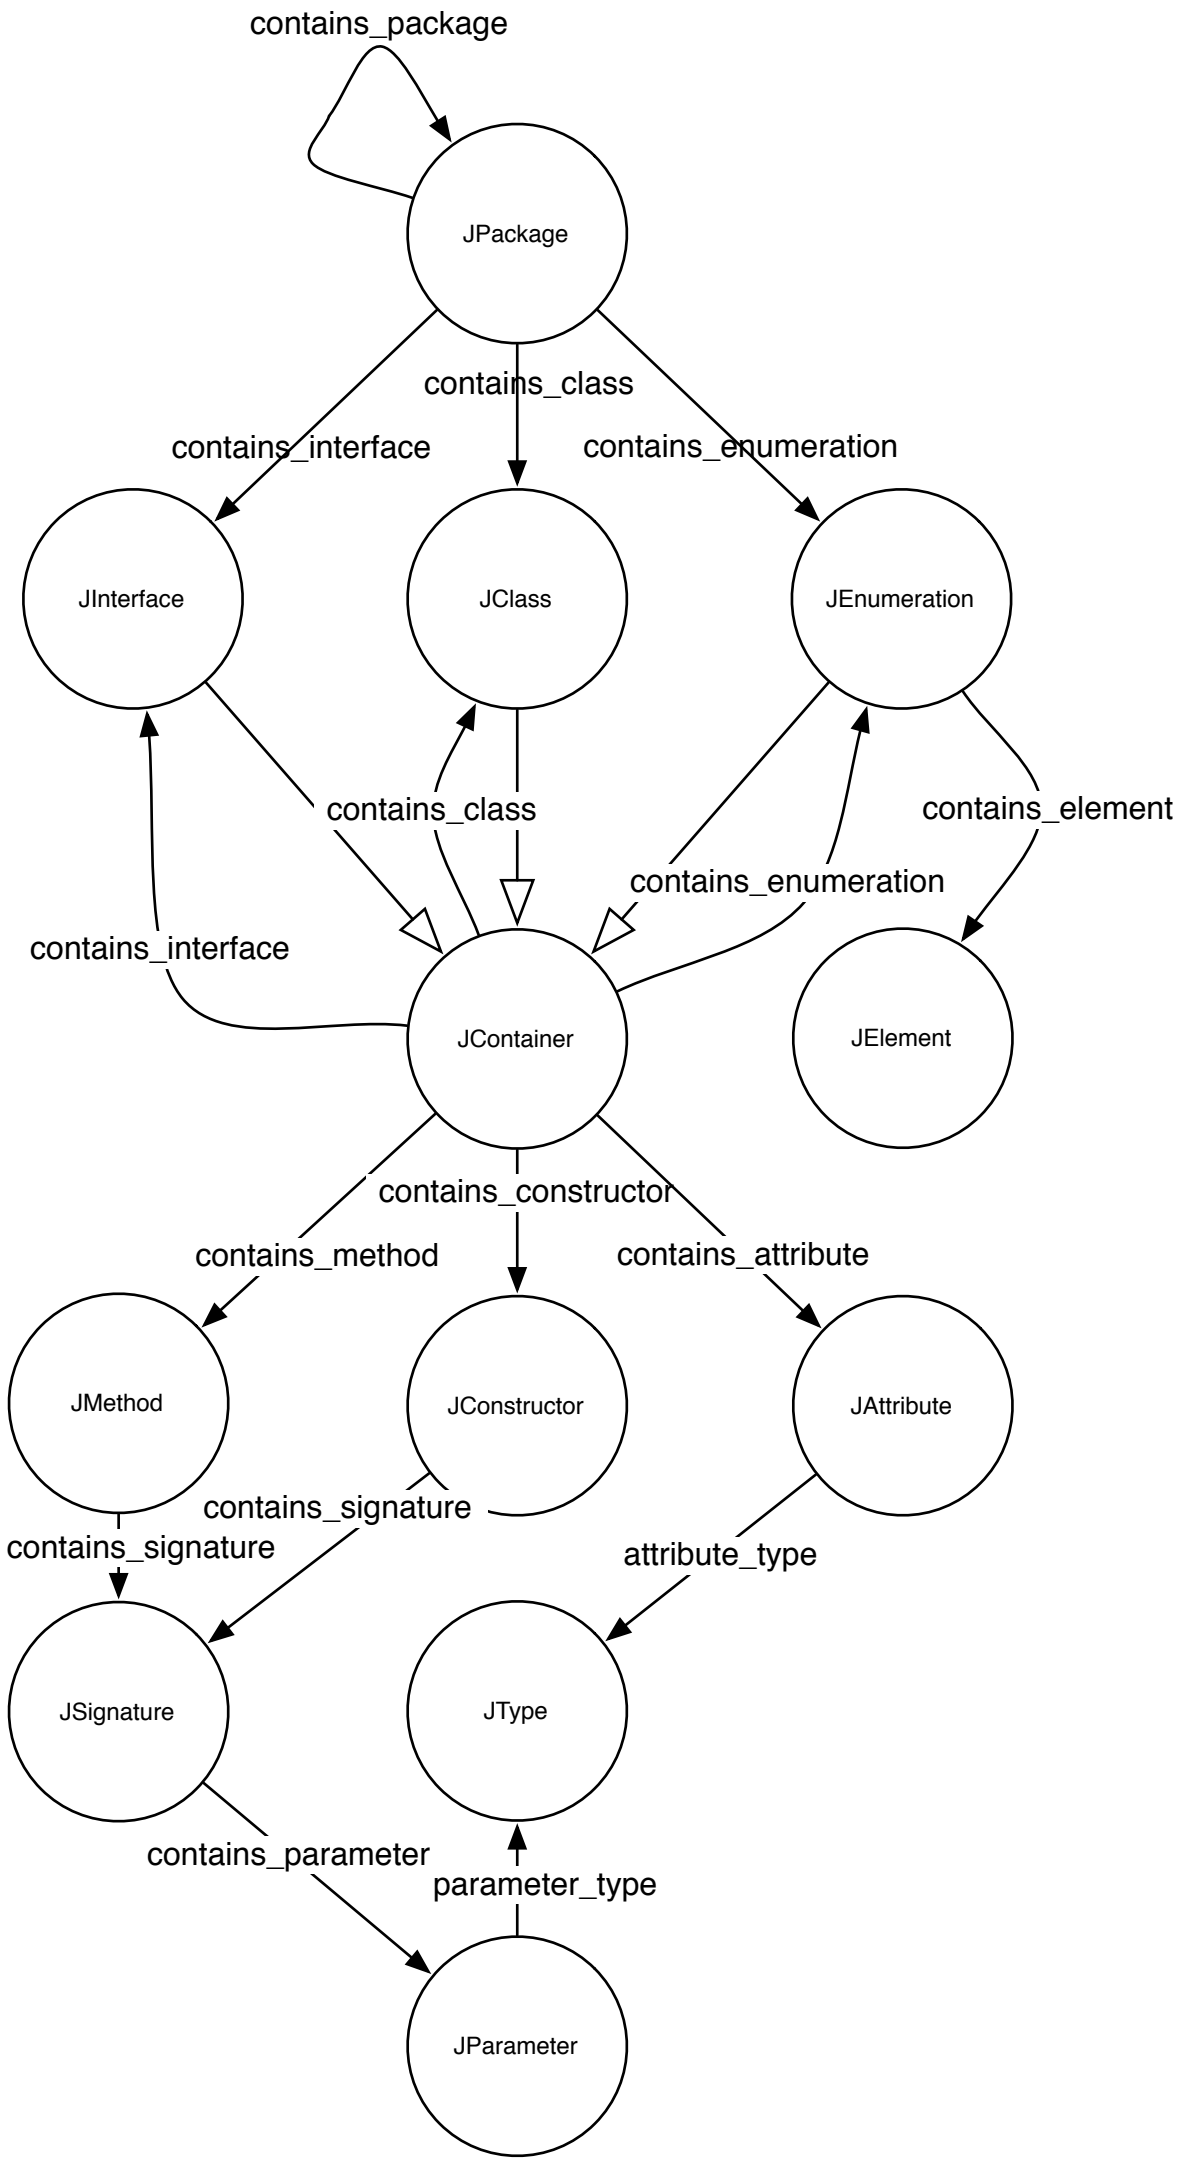 contains_package
JPackage
contains_class
contains_interface
contains_enumeration
JInterface
JClass
JEnumeration
contains_class
contains_element
contains_enumeration
contains_interface
JContainer
JElement
contains_constructor
contains_method
contains_attribute
JMethod
JConstructor
JAttribute
contains_signature
contains_signature
attribute_type
JSignature
JType
contains_parameter
parameter_type
JParameter